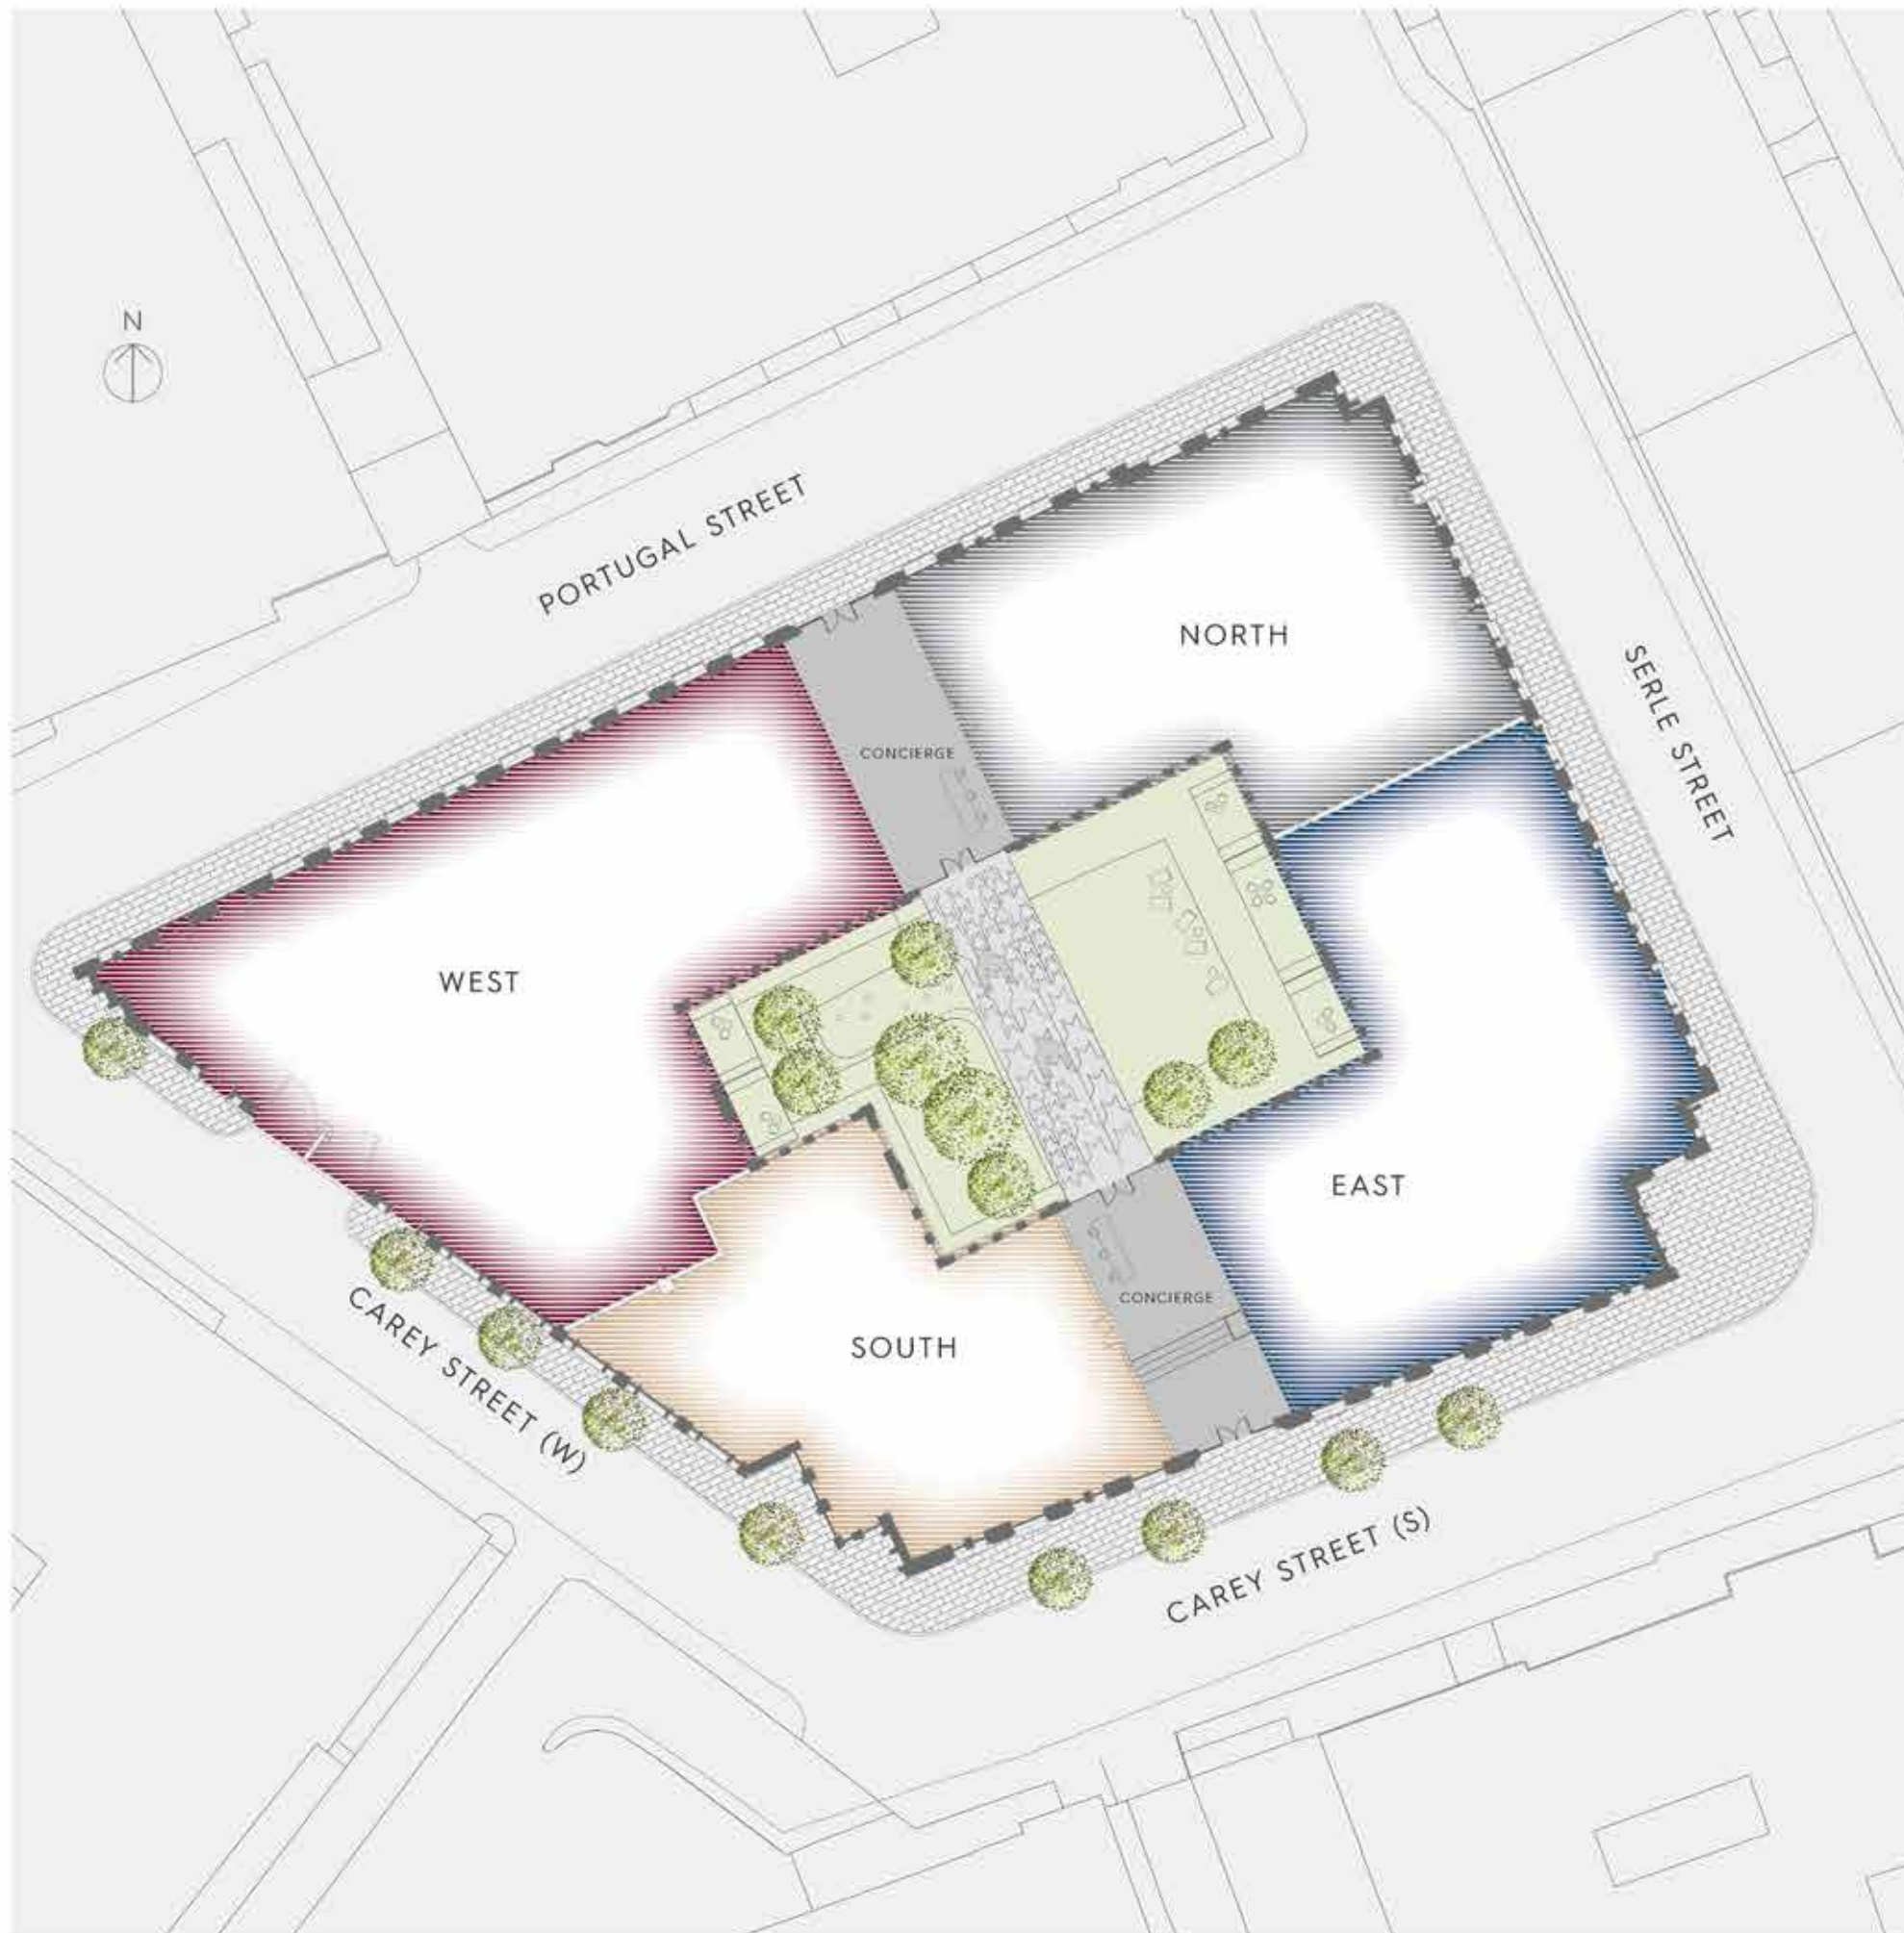 N
PORTUGAL STREET
NORTH
SERLE STREET
CONCIERGE
WEST
EAST
CONCIERGE
SOUTH
CAREY STREET (W)
CAREY STREET (S)